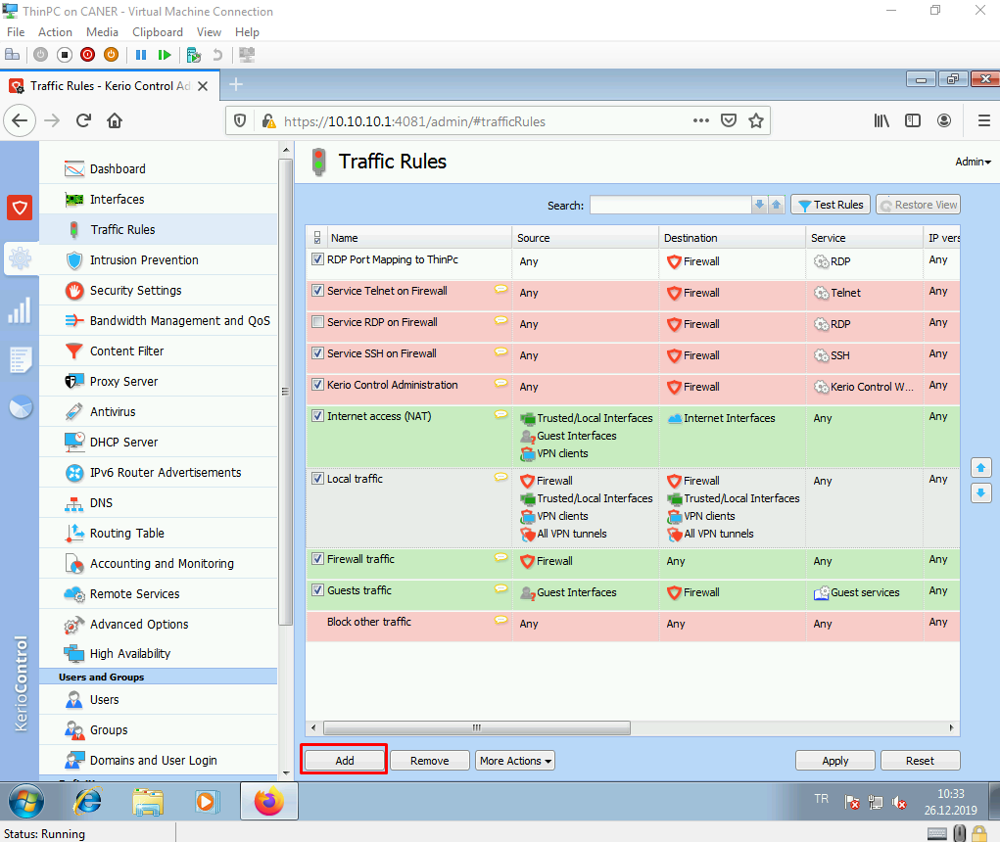 ThinPC on CANER - Virtual Machine Connection
File Action Media Clipboard View Help
Traffic Rules - Kerio Control Ad
https://10.10.10.1:4081/admin/#trafficRules
Dashboard
Interfaces
Traffic Rules
Intrusion Prevention
Security Settings
Bandwidth Management and QoS
Content Filter
Proxy Server
Antivirus
DHCP Server
IPv6 Router Advertisements
DNS
Routing Table
Accounting and Monitoring
Remote Services
Advanced Options
High Availability
Users and Groups
Users
Groups
Domains and User Login
KerioControl
Traffic Rules
Admin
Search:
Test Rules
Restore View
Name Source Destination Service IP vers
RDP Port Mapping to ThinPc Any Firewall RDP Any
Service Telnet on Firewall Any Firewall Telnet Any
Service RDP on Firewall Any Firewall RDP Any
Service SSH on Firewall Any Firewall SSH Any
Kerio Control Administration Any Firewall Kerio Control W... Any
Internet access (NAT) Trusted/Local Interfaces Internet Interfaces Any Any
Guest Interfaces
VPN clients
Local traffic Firewall Firewall Any Any
Trusted/Local Interfaces Trusted/Local Interfaces
VPN clients VPN clients
All VPN tunnels All VPN tunnels
Firewall traffic Firewall Any Any Any
Guests traffic Guest Interfaces Firewall Guest services Any
Block other traffic Any Any Any Any
Add Remove More Actions Apply Reset
TR
10:33
26.12.2019
Status: Running